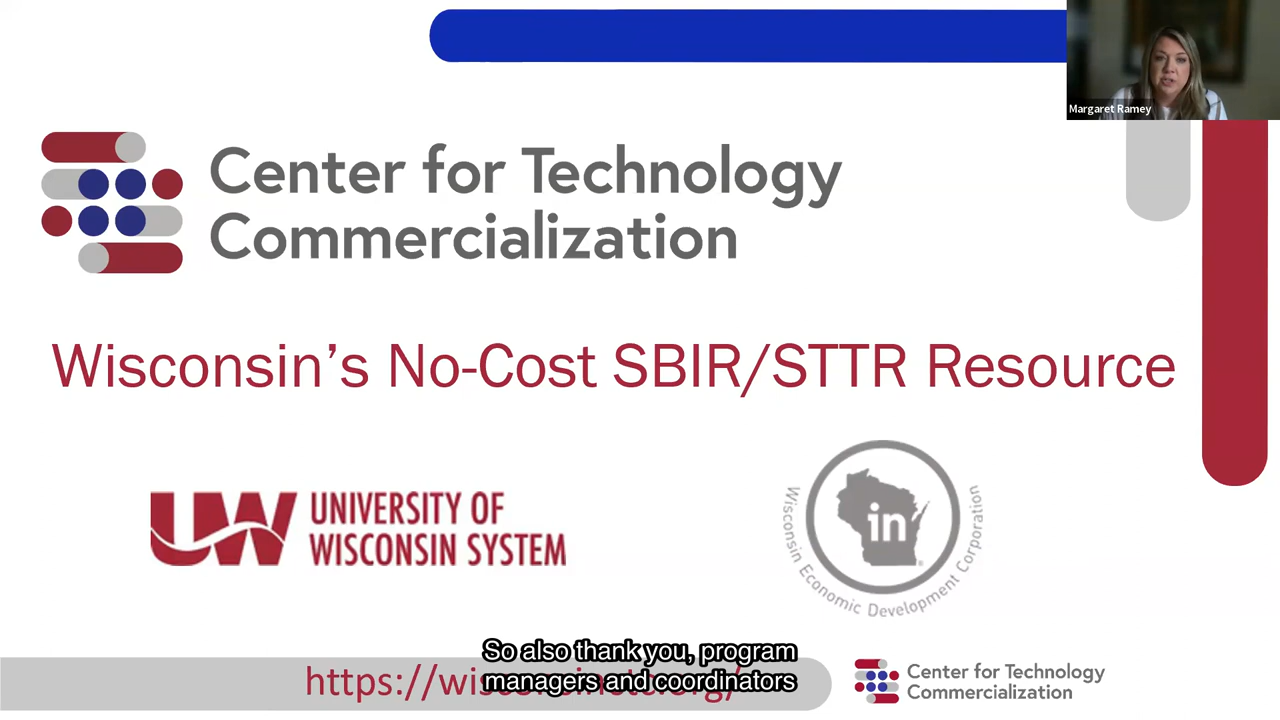 Margaret Ramey
Center for Technology
Commercialization
Wisconsin's No-Cost SBIR/STTR Resource
UW UNIVERSITY OF
WISCONSIN SYSTEM
in
Wisconsin Economic Development Corporation
So also thank you, program
managers and coordinators
Center for Technology
Commercialization